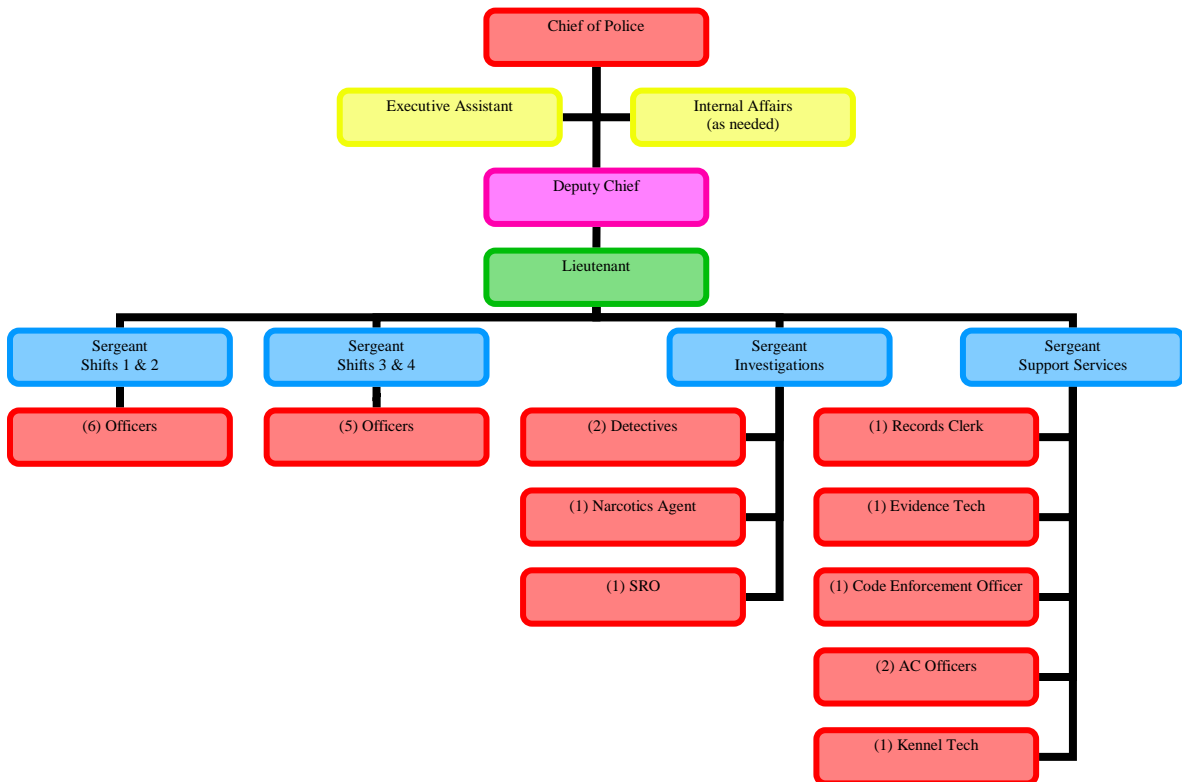 Chief of Police
Executive Assistant
Internal Affairs
(as needed)
Deputy Chief
Lieutenant
Sergeant
Shifts 1 & 2
Sergeant
Shifts 3 & 4
Sergeant
Investigations
Sergeant
Support Services
(6) Officers
(5) Officers
(2) Detectives
(1) Records Clerk
(1) Narcotics Agent
(1) Evidence Tech
(1) SRO
(1) Code Enforcement Officer
(2) AC Officers
(1) Kennel Tech